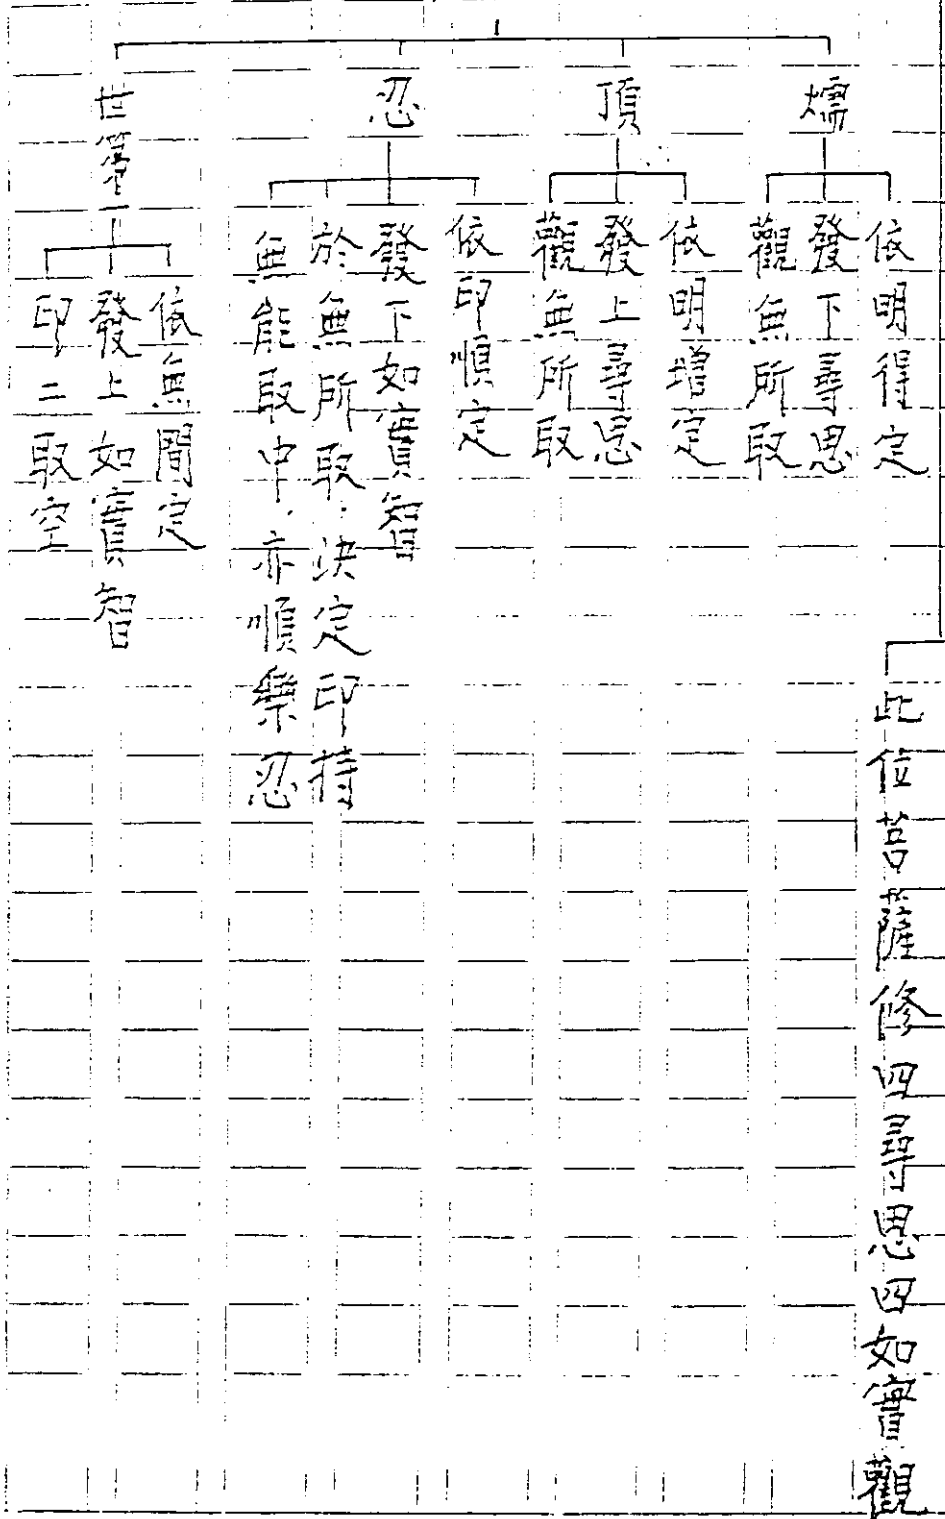 此位菩薩修四尋思四如實觀
煗
依明得定
發下尋思
觀無所取
頂
依明增定
發上尋思
觀無所取
忍
依印順定
發下如實智
於無所取，決定印持
無能取中，亦順樂忍
世第一
依無間定
發上如實智
印二取空